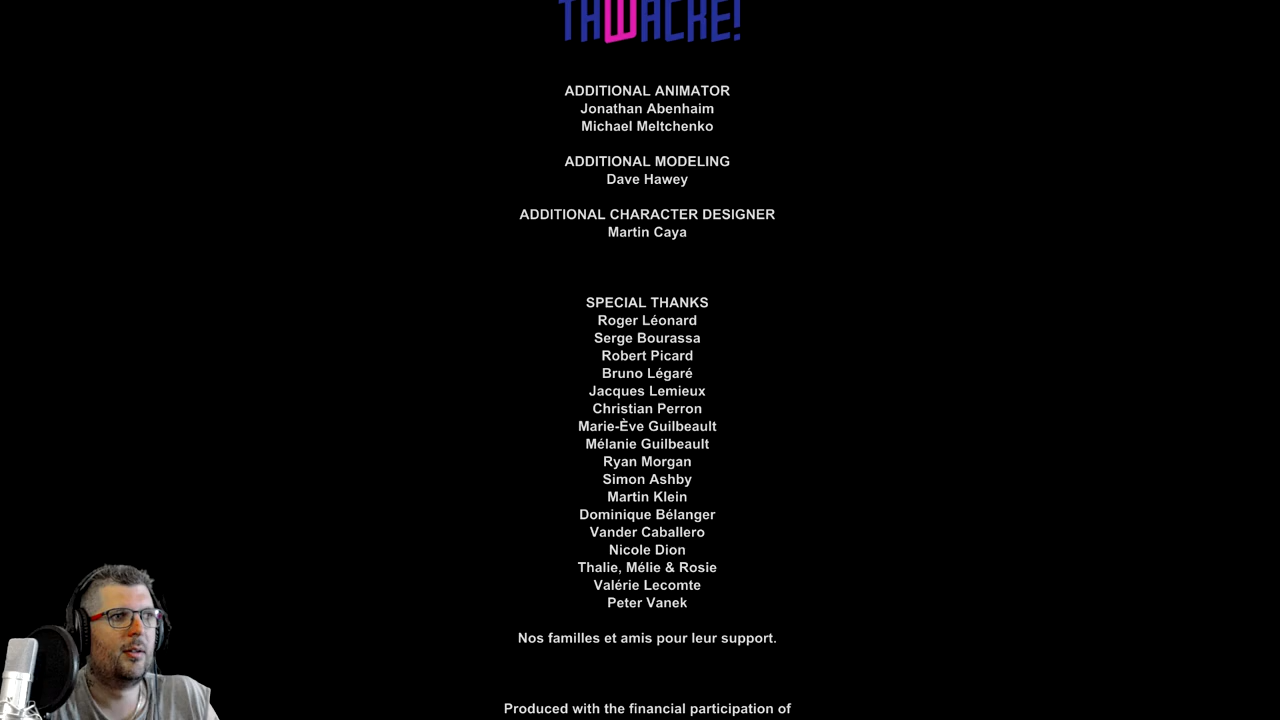 THWACKE!
ADDITIONAL ANIMATOR
Jonathan Abenhaim
Michael Meltchenko
ADDITIONAL MODELING
Dave Hawey
ADDITIONAL CHARACTER DESIGNER
Martin Caya
SPECIAL THANKS
Roger Léonard
Serge Bourassa
Robert Picard
Bruno Légaré
Jacques Lemieux
Christian Perron
Marie-Ève Guilbeault
Mélanie Guilbeault
Ryan Morgan
Simon Ashby
Martin Klein
Dominique Bélanger
Vander Caballero
Nicole Dion
Thalie, Mélie & Rosie
Valérie Lecomte
Peter Vanek
Nos familles et amis pour leur support.
Produced with the financial participation of